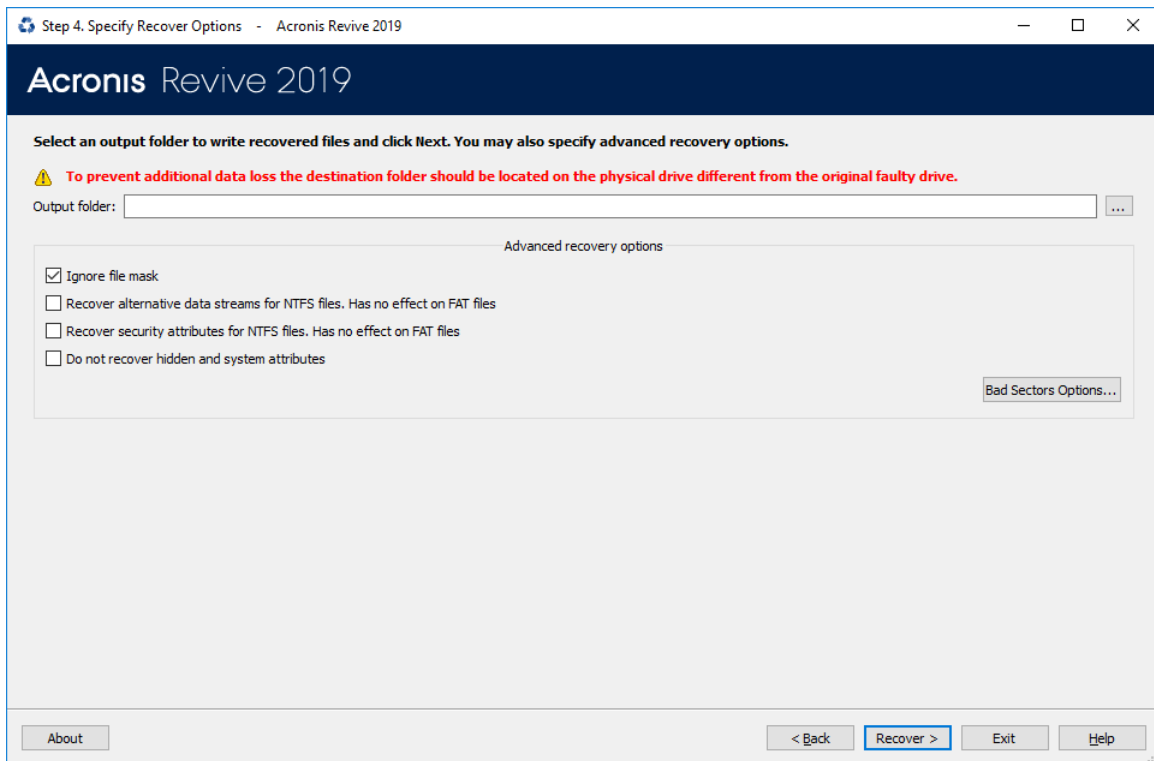 Step 4. Specify Recover Options - Acronis Revive 2019
Acronis Revive 2019
Select an output folder to write recovered files and click Next. You may also specify advanced recovery options.
To prevent additional data loss the destination folder should be located on the physical drive different from the original faulty drive.
Output folder: ...
Advanced recovery options
Ignore file mask
Recover alternative data streams for NTFS files. Has no effect on FAT files
Recover security attributes for NTFS files. Has no effect on FAT files
Do not recover hidden and system attributes
Bad Sectors Options...
About < Back Recover > Exit Help